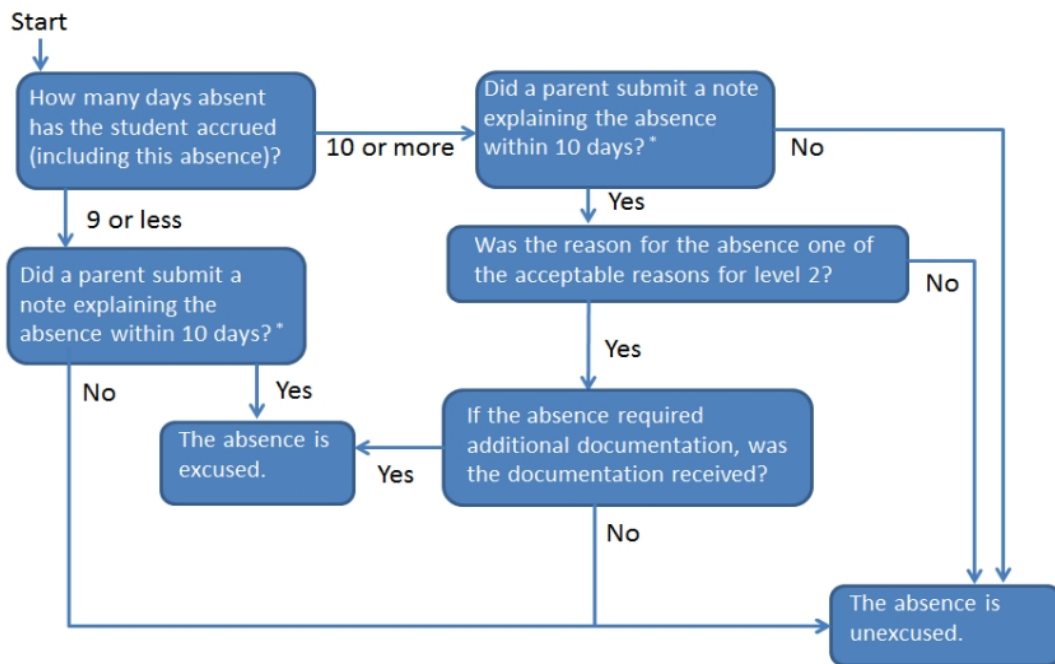 Start
How many days absent
has the student accrued
(including this absence)?
10 or more
Did a parent submit a note
explaining the absence
within 10 days?*
No
Yes
9 or less
Was the reason for the absence one of
the acceptable reasons for level 2?
No
Did a parent submit a
note explaining the
absence within 10 days?*
Yes
No
Yes
If the absence required
additional documentation, was
the documentation received?
Yes
The absence is
excused.
No
The absence is
unexcused.